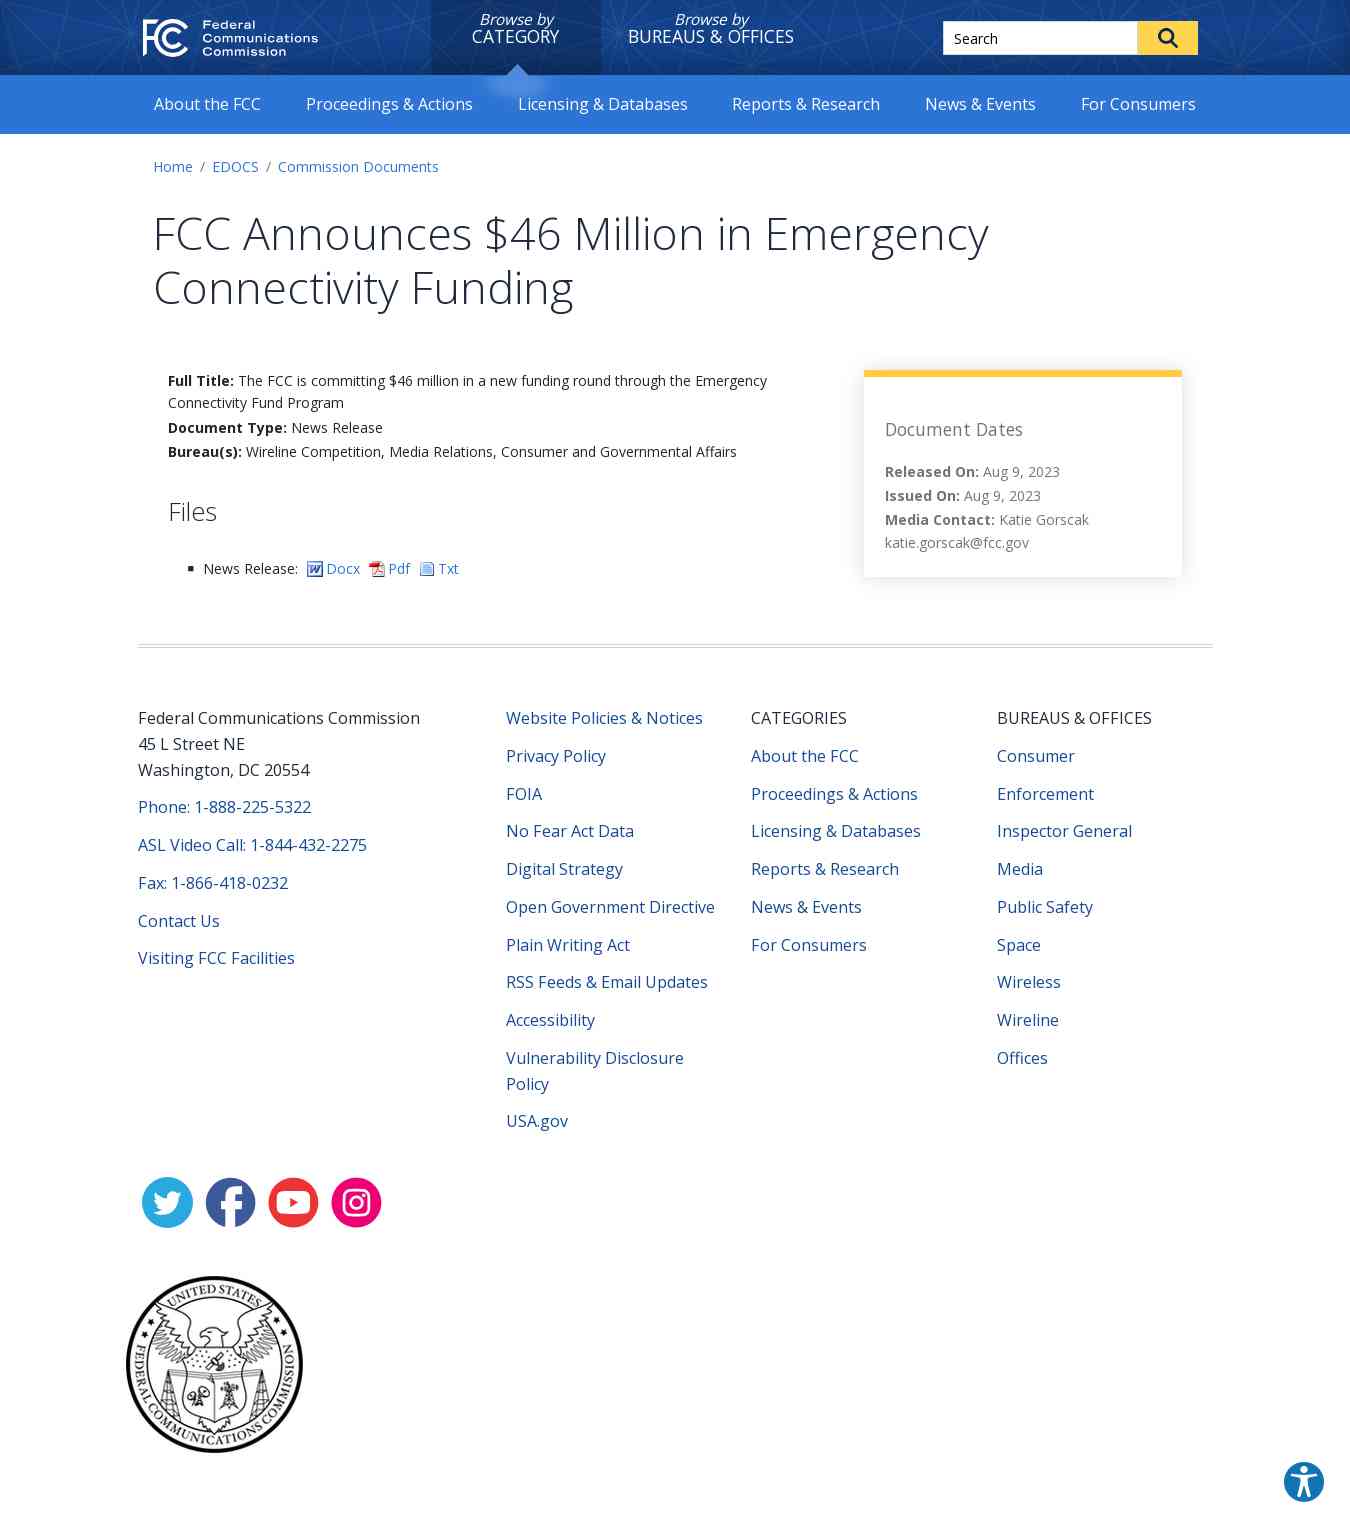 FCC Federal
Communications
Commission
Browse by
CATEGORY
Browse by
BUREAUS & OFFICES
Search
About the FCC
Proceedings & Actions
Licensing & Databases
Reports & Research
News & Events
For Consumers
Home / EDOCS / Commission Documents
FCC Announces $46 Million in Emergency
Connectivity Funding
Full Title: The FCC is committing $46 million in a new funding round through the Emergency
Connectivity Fund Program
Document Type: News Release
Bureau(s): Wireline Competition, Media Relations, Consumer and Governmental Affairs
Files
News Release: Docx Pdf Txt
Document Dates
Released On: Aug 9, 2023
Issued On: Aug 9, 2023
Media Contact: Katie Gorscak
katie.gorscak@fcc.gov
Federal Communications Commission
45 L Street NE
Washington, DC 20554
Phone: 1-888-225-5322
ASL Video Call: 1-844-432-2275
Fax: 1-866-418-0232
Contact Us
Visiting FCC Facilities
Website Policies & Notices
Privacy Policy
FOIA
No Fear Act Data
Digital Strategy
Open Government Directive
Plain Writing Act
RSS Feeds & Email Updates
Accessibility
Vulnerability Disclosure
Policy
USA.gov
CATEGORIES
About the FCC
Proceedings & Actions
Licensing & Databases
Reports & Research
News & Events
For Consumers
BUREAUS & OFFICES
Consumer
Enforcement
Inspector General
Media
Public Safety
Space
Wireless
Wireline
Offices
UNITED STATES
FEDERAL COMMUNICATIONS COMMISSION